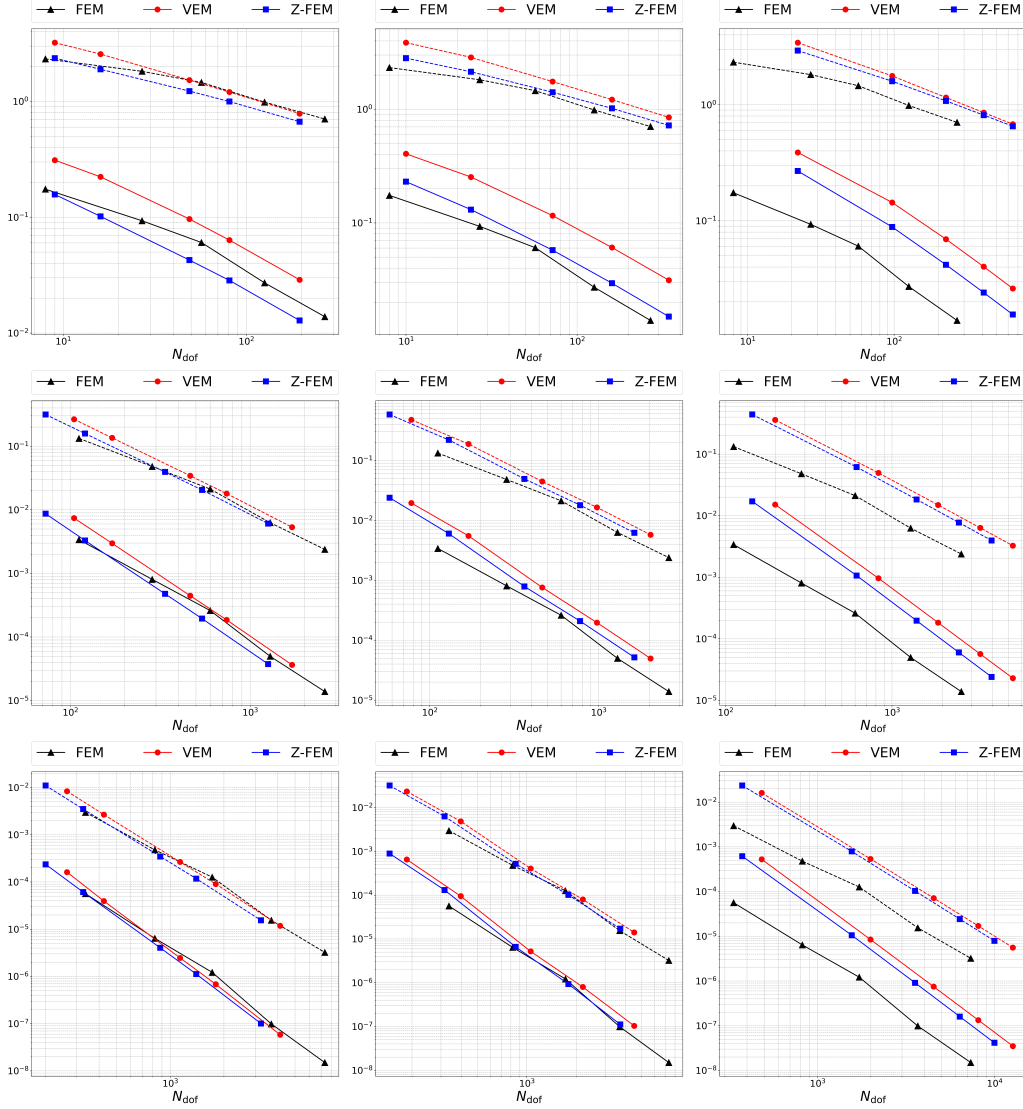 FEM VEM Z-FEM FEM VEM Z-FEM FEM VEM Z-FEM
10⁰ 10⁰ 10⁰
10⁻¹ 10⁻¹ 10⁻¹
10⁻²
10¹ 10² 10¹ 10² 10¹ 10²
N_dof N_dof N_dof
FEM VEM Z-FEM FEM VEM Z-FEM FEM VEM Z-FEM
10⁻¹ 10⁻¹ 10⁻¹
10⁻² 10⁻² 10⁻²
10⁻³ 10⁻³ 10⁻³
10⁻⁴ 10⁻⁴ 10⁻⁴
10⁻⁵ 10⁻⁵ 10⁻⁵
10² 10³ 10² 10³ 10² 10³
N_dof N_dof N_dof
FEM VEM Z-FEM FEM VEM Z-FEM FEM VEM Z-FEM
10⁻² 10⁻² 10⁻²
10⁻³ 10⁻³ 10⁻³
10⁻⁴ 10⁻⁴ 10⁻⁴
10⁻⁵ 10⁻⁵ 10⁻⁵
10⁻⁶ 10⁻⁶ 10⁻⁶
10⁻⁷ 10⁻⁷ 10⁻⁷
10⁻⁸ 10⁻⁸ 10⁻⁸
10³ 10³ 10³ 10⁴
N_dof N_dof N_dof